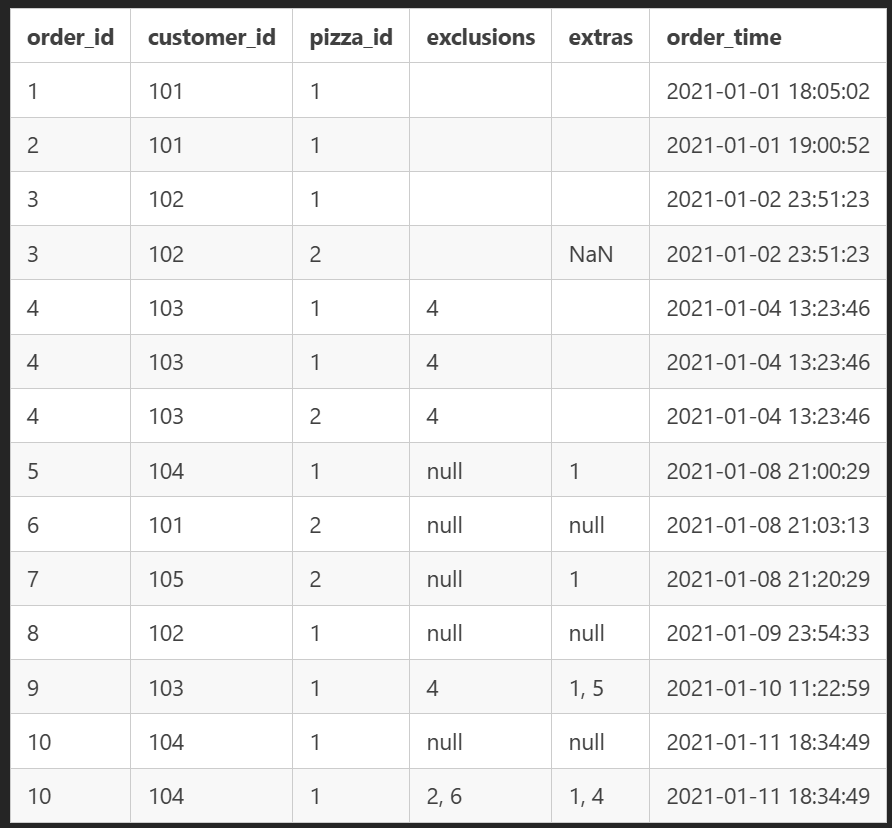 order_id customer_id pizza_id exclusions extras order_time
1 101 1 2021-01-01 18:05:02
2 101 1 2021-01-01 19:00:52
3 102 1 2021-01-02 23:51:23
3 102 2 NaN 2021-01-02 23:51:23
4 103 1 4 2021-01-04 13:23:46
4 103 1 4 2021-01-04 13:23:46
4 103 2 4 2021-01-04 13:23:46
5 104 1 null 1 2021-01-08 21:00:29
6 101 2 null null 2021-01-08 21:03:13
7 105 2 null 1 2021-01-08 21:20:29
8 102 1 null null 2021-01-09 23:54:33
9 103 1 4 1, 5 2021-01-10 11:22:59
10 104 1 null null 2021-01-11 18:34:49
10 104 1 2, 6 1, 4 2021-01-11 18:34:49